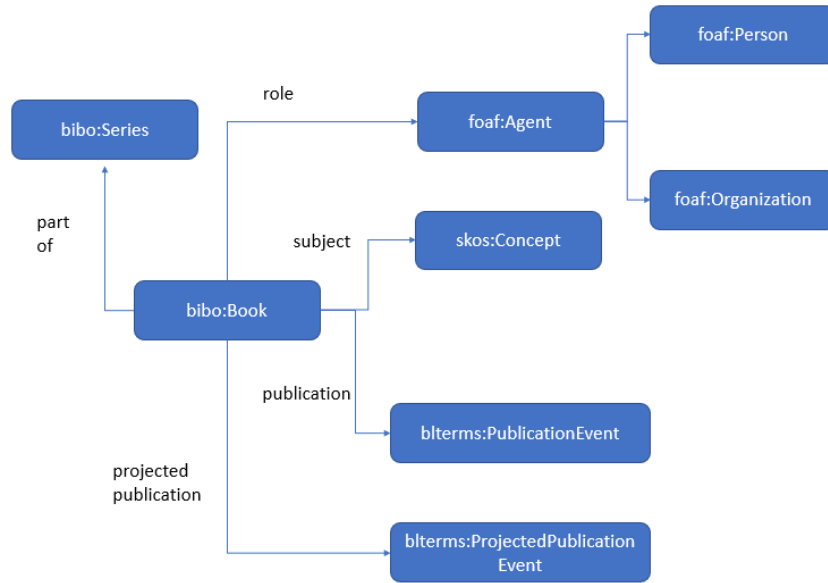 foaf:Person
role
bibo:Series
foaf:Agent
foaf:Organization
part
of
subject
skos:Concept
bibo:Book
publication
blterms:PublicationEvent
projected
publication
blterms:ProjectedPublication
Event